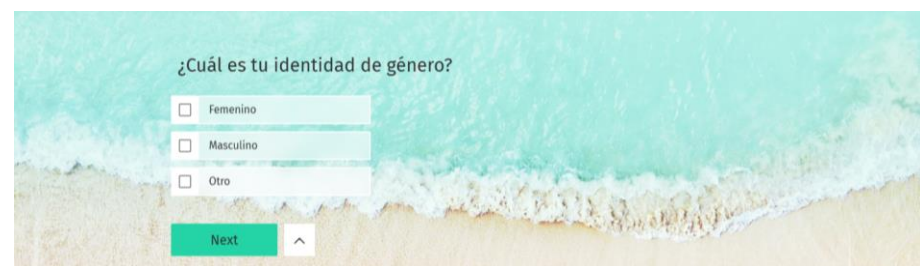 ¿Cuál es tu identidad de género?
Femenino
Masculino
Otro
Next